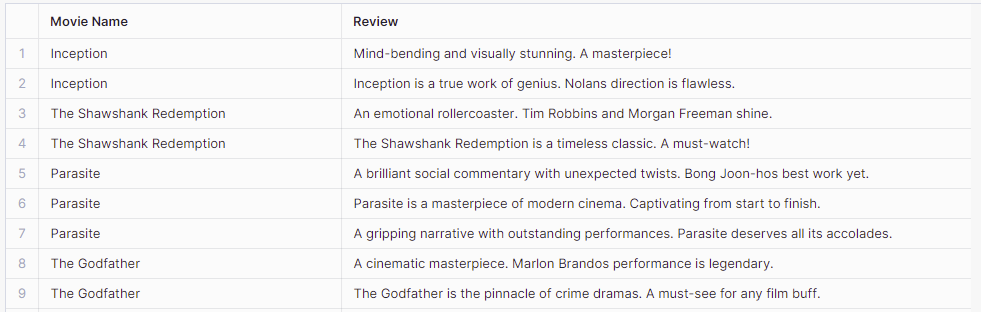 Movie Name Review
1 Inception Mind-bending and visually stunning. A masterpiece!
2 Inception Inception is a true work of genius. Nolans direction is flawless.
3 The Shawshank Redemption An emotional rollercoaster. Tim Robbins and Morgan Freeman shine.
4 The Shawshank Redemption The Shawshank Redemption is a timeless classic. A must-watch!
5 Parasite A brilliant social commentary with unexpected twists. Bong Joon-hos best work yet.
6 Parasite Parasite is a masterpiece of modern cinema. Captivating from start to finish.
7 Parasite A gripping narrative with outstanding performances. Parasite deserves all its accolades.
8 The Godfather A cinematic masterpiece. Marlon Brandos performance is legendary.
9 The Godfather The Godfather is the pinnacle of crime dramas. A must-see for any film buff.